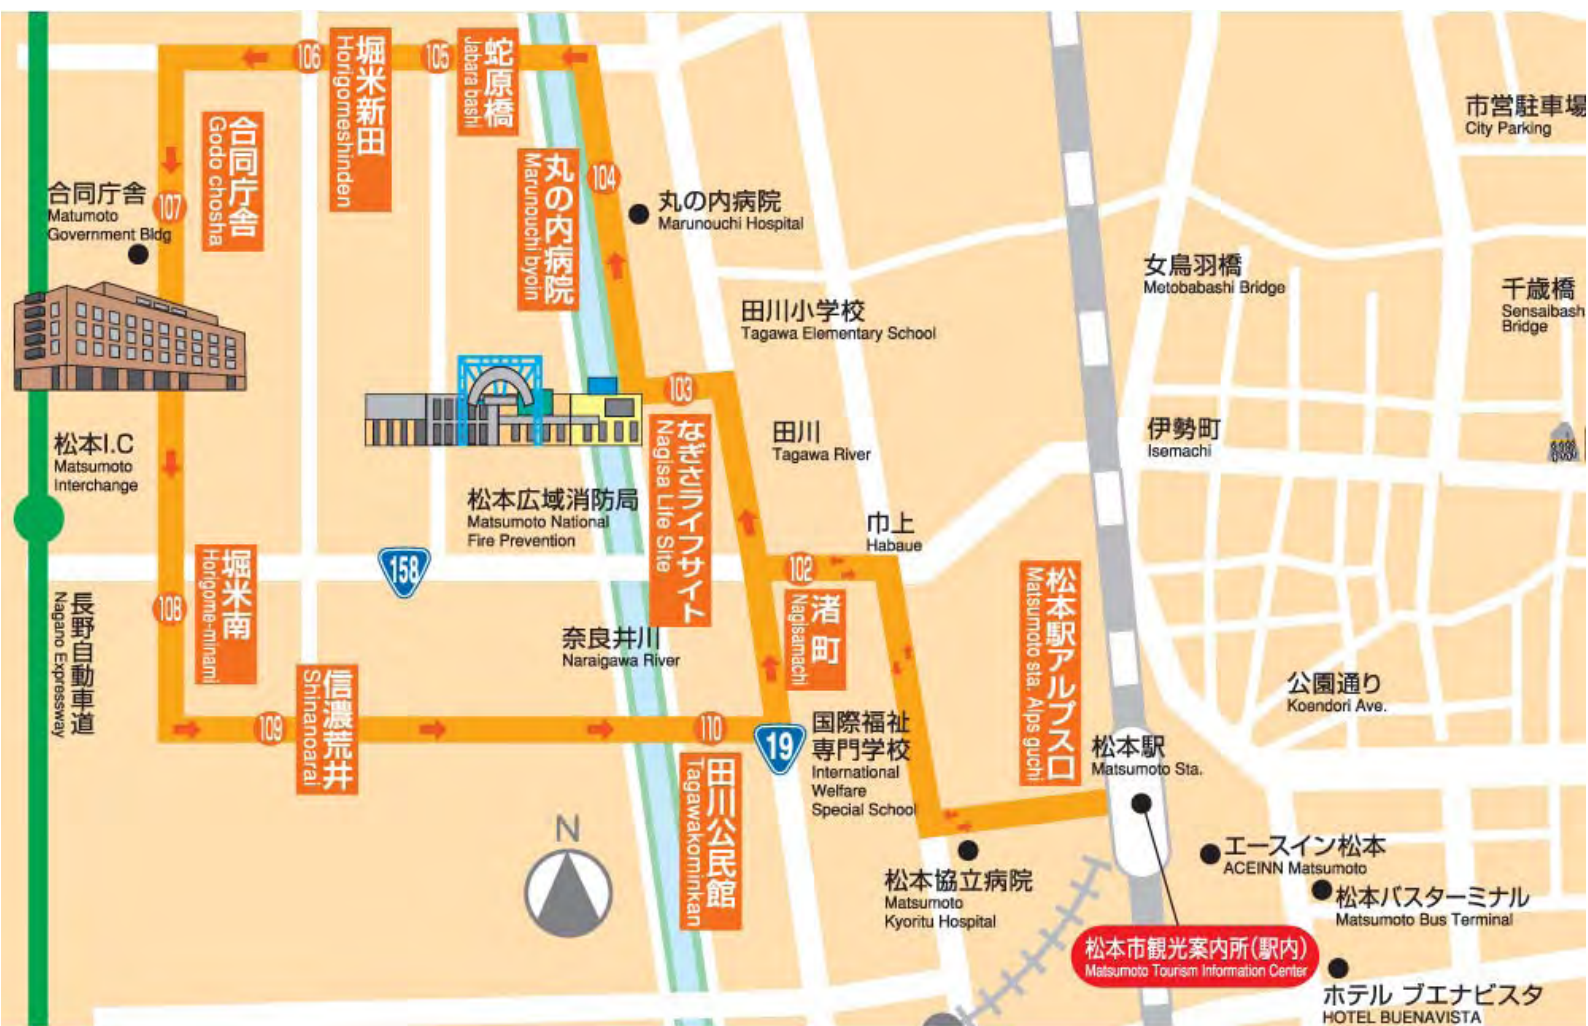 106
堀米新田
Horigomeshinden
105
蛇原橋
Jabara bashi
市営駐車場
City Parking
合同庁舎
Godo chosha
丸の内病院
Marunouchi byoin
104
合同庁舎
Matumoto
Government Bldg
107
丸の内病院
Marunouchi Hospital
女鳥羽橋
Metobabashi Bridge
千歳橋
Sensaibash
Bridge
田川小学校
Tagawa Elementary School
103
なぎさライフサイト
Nagisa Life Site
田川
Tagawa River
伊勢町
Isemachi
松本I.C
Matsumoto
Interchange
松本広域消防局
Matsumoto National
Fire Prevention
巾上
Habaue
158
102
渚町
Nagisamachi
松本駅アルプス口
Matsumoto sta. Alps guchi
108
堀米南
Horigome-minami
長野自動車道
Nagano Expressway
奈良井川
Naraigawa River
信濃荒井
Shinanoarai
109
110
19
国際福祉
専門学校
International
Welfare
Special School
公園通り
Koendori Ave.
松本駅
Matsumoto Sta.
田川公民館
Tagawakominkan
N
エースイン松本
ACEINN Matsumoto
松本協立病院
Matsumoto
Kyoritu Hospital
松本バスターミナル
Matsumoto Bus Terminal
松本市観光案内所(駅内)
Matsumoto Tourism Information Center
ホテル ブエナビスタ
HOTEL BUENAVISTA